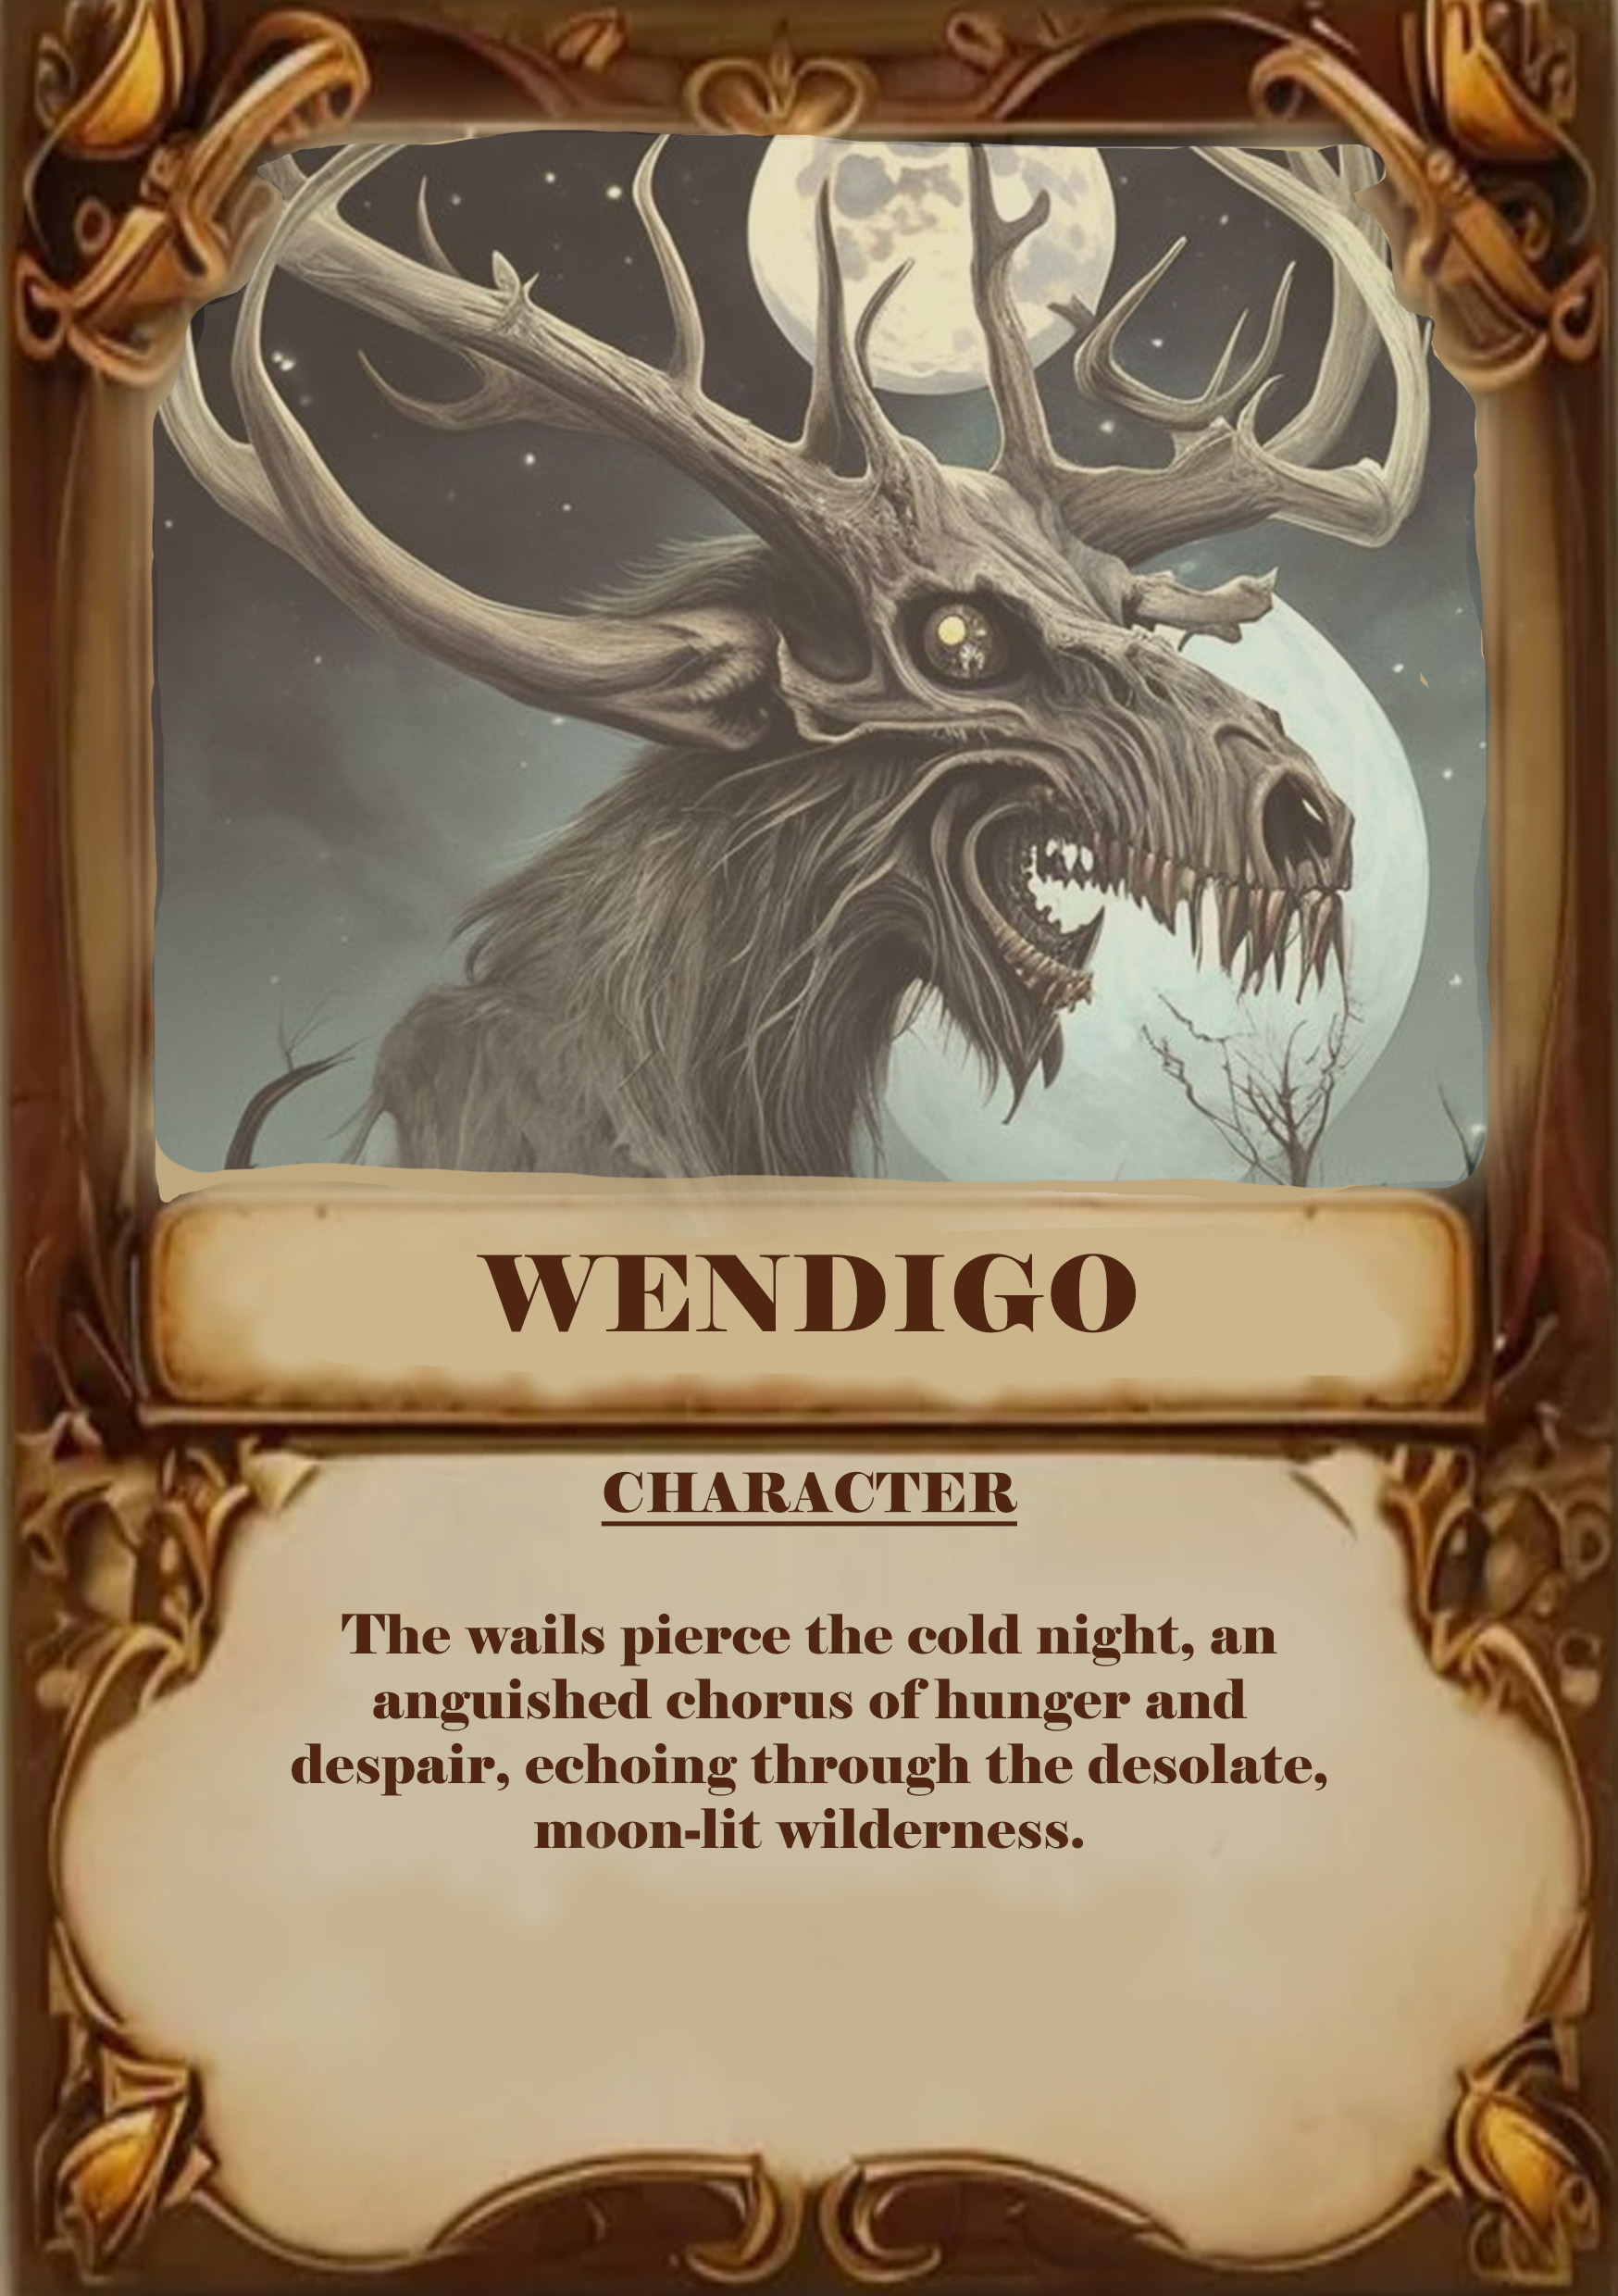 WENDIGO
CHARACTER
The wails pierce the cold night, an
anguished chorus of hunger and
despair, echoing through the desolate,
moon-lit wilderness.